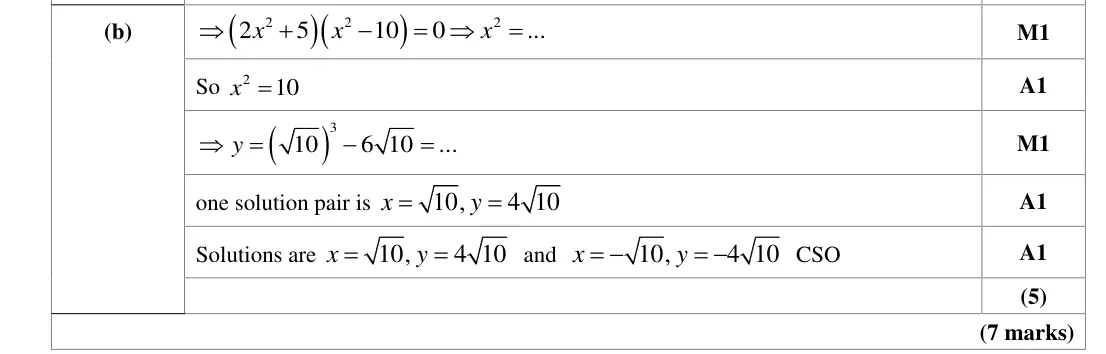 (b) ⇒(2x² + 5)(x² − 10) = 0 ⇒ x² = ... M1
So x² = 10 A1
⇒ y = (√10)³ − 6√10 = ... M1
one solution pair is x = √10, y = 4√10 A1
Solutions are x = √10, y = 4√10 and x = −√10, y = −4√10 CSO A1
(5)
(7 marks)